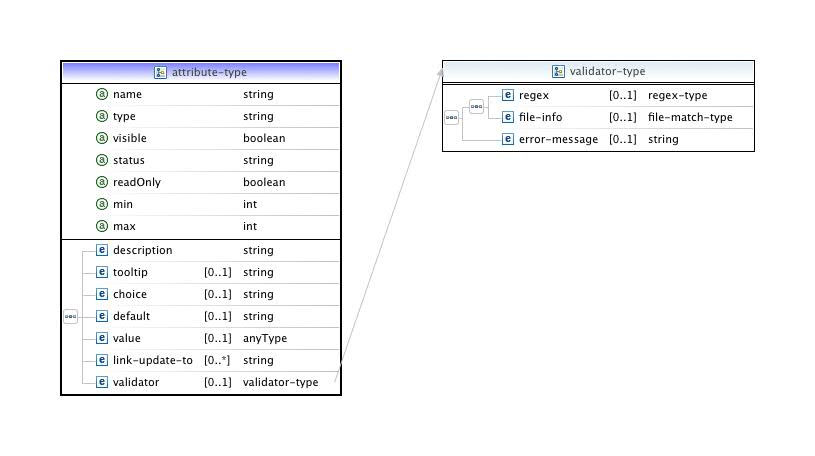 attribute-type
a name string
a type string
a visible boolean
a status string
a readOnly boolean
a min int
a max int
e description string
e tooltip [0..1] string
e choice [0..1] string
e default [0..1] string
e value [0..1] anyType
e link-update-to [0..*] string
e validator [0..1] validator-type
validator-type
e regex [0..1] regex-type
e file-info [0..1] file-match-type
e error-message [0..1] string